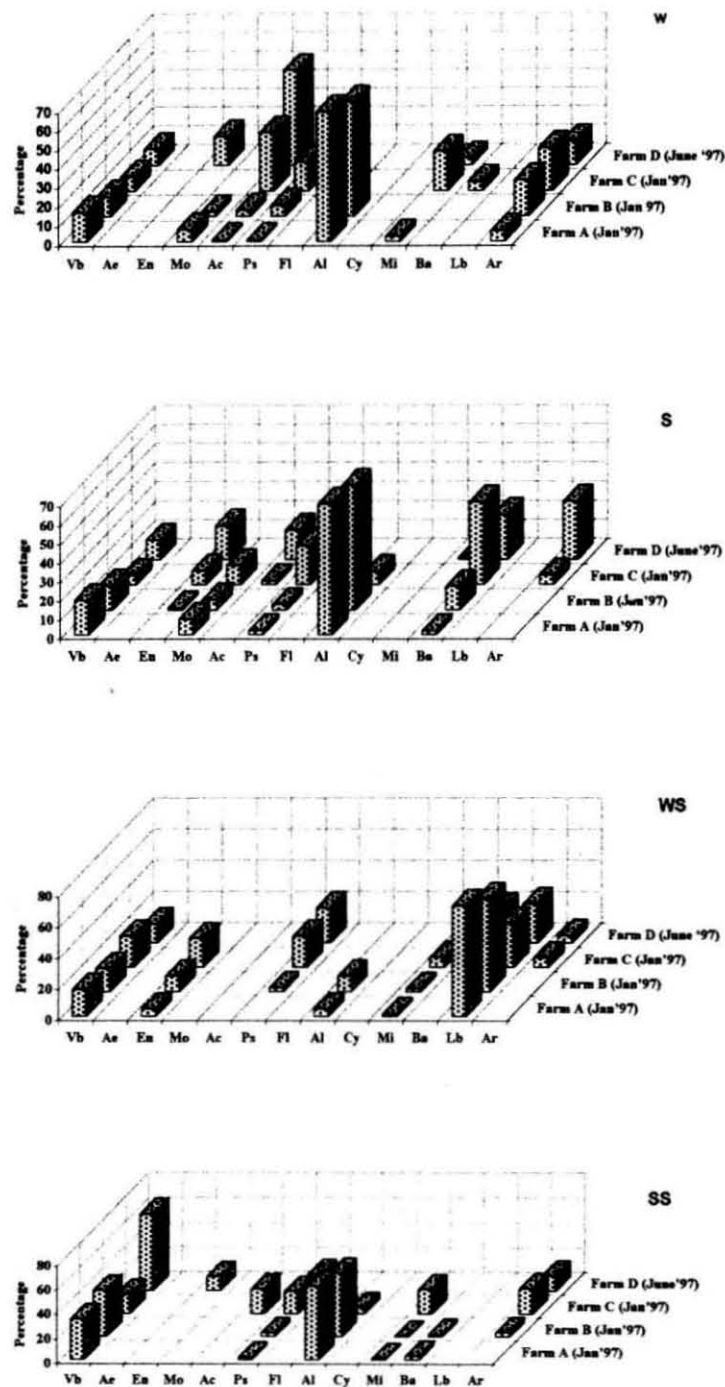 W
70
60
50
40
30
20
10
0
Percentage
Farm D (June '97)
Farm C (Jan'97)
Farm B (Jan 97)
Farm A (Jan'97)
Vb Ae En Mo Ac Ps Fl Al Cy Mi Ba Lb Ar
S
70
60
50
40
30
20
10
0
Percentage
Farm D (June'97)
Farm C (Jan'97)
Farm B (Jan'97)
Farm A (Jan'97)
Vb Ae En Mo Ac Ps Fl Al Cy Mi Ba Lb Ar
WS
80
60
40
20
0
Percentage
Farm D (June '97)
Farm C (Jan'97)
Farm B (Jan'97)
Farm A (Jan'97)
Vb Ae En Mo Ac Ps Fl Al Cy Mi Ba Lb Ar
SS
80
60
40
20
0
Percentage
Farm D (June'97)
Farm C (Jan'97)
Farm B (Jan'97)
Farm A (Jan'97)
Vb Ae En Mo Ac Ps Fl Al Cy Mi Ba Lb Ar